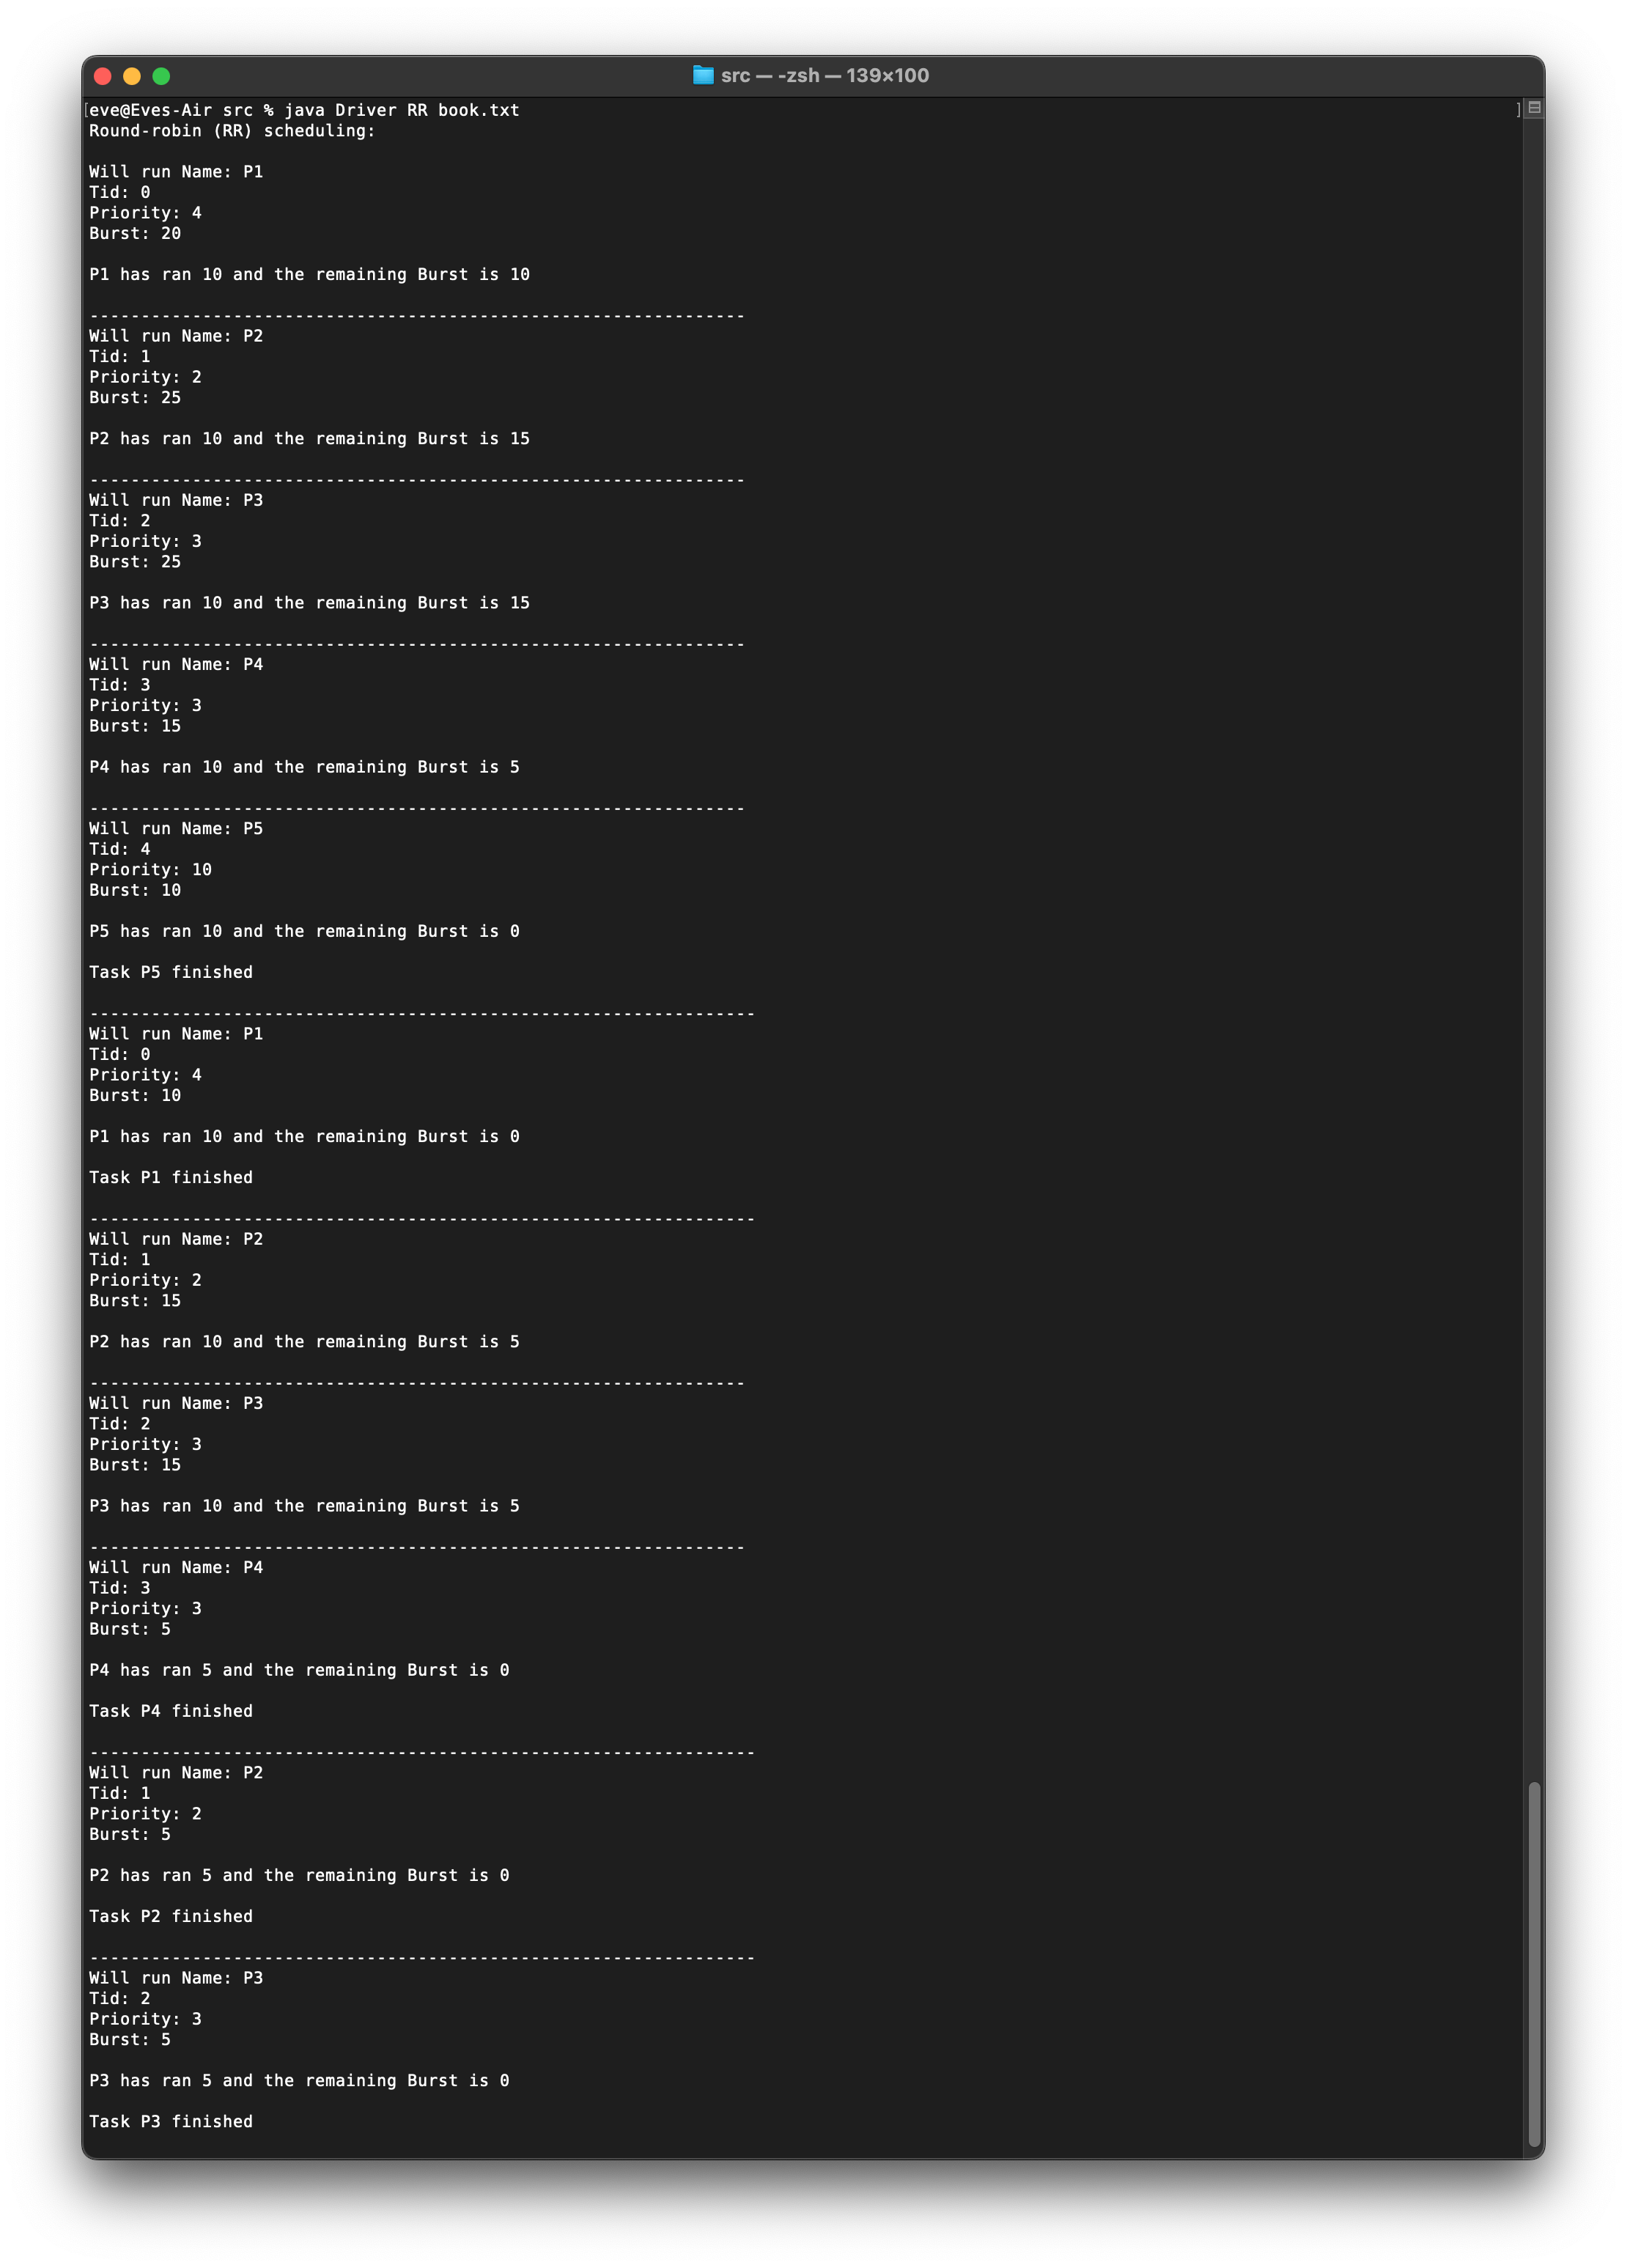 src — -zsh — 139×100
[eve@Eves-Air src % java Driver RR book.txt ]
Round-robin (RR) scheduling:
Will run Name: P1
Tid: 0
Priority: 4
Burst: 20
P1 has ran 10 and the remaining Burst is 10
----------------------------------------------------------------
Will run Name: P2
Tid: 1
Priority: 2
Burst: 25
P2 has ran 10 and the remaining Burst is 15
----------------------------------------------------------------
Will run Name: P3
Tid: 2
Priority: 3
Burst: 25
P3 has ran 10 and the remaining Burst is 15
----------------------------------------------------------------
Will run Name: P4
Tid: 3
Priority: 3
Burst: 15
P4 has ran 10 and the remaining Burst is 5
----------------------------------------------------------------
Will run Name: P5
Tid: 4
Priority: 10
Burst: 10
P5 has ran 10 and the remaining Burst is 0
Task P5 finished
-----------------------------------------------------------------
Will run Name: P1
Tid: 0
Priority: 4
Burst: 10
P1 has ran 10 and the remaining Burst is 0
Task P1 finished
-----------------------------------------------------------------
Will run Name: P2
Tid: 1
Priority: 2
Burst: 15
P2 has ran 10 and the remaining Burst is 5
----------------------------------------------------------------
Will run Name: P3
Tid: 2
Priority: 3
Burst: 15
P3 has ran 10 and the remaining Burst is 5
----------------------------------------------------------------
Will run Name: P4
Tid: 3
Priority: 3
Burst: 5
P4 has ran 5 and the remaining Burst is 0
Task P4 finished
-----------------------------------------------------------------
Will run Name: P2
Tid: 1
Priority: 2
Burst: 5
P2 has ran 5 and the remaining Burst is 0
Task P2 finished
-----------------------------------------------------------------
Will run Name: P3
Tid: 2
Priority: 3
Burst: 5
P3 has ran 5 and the remaining Burst is 0
Task P3 finished